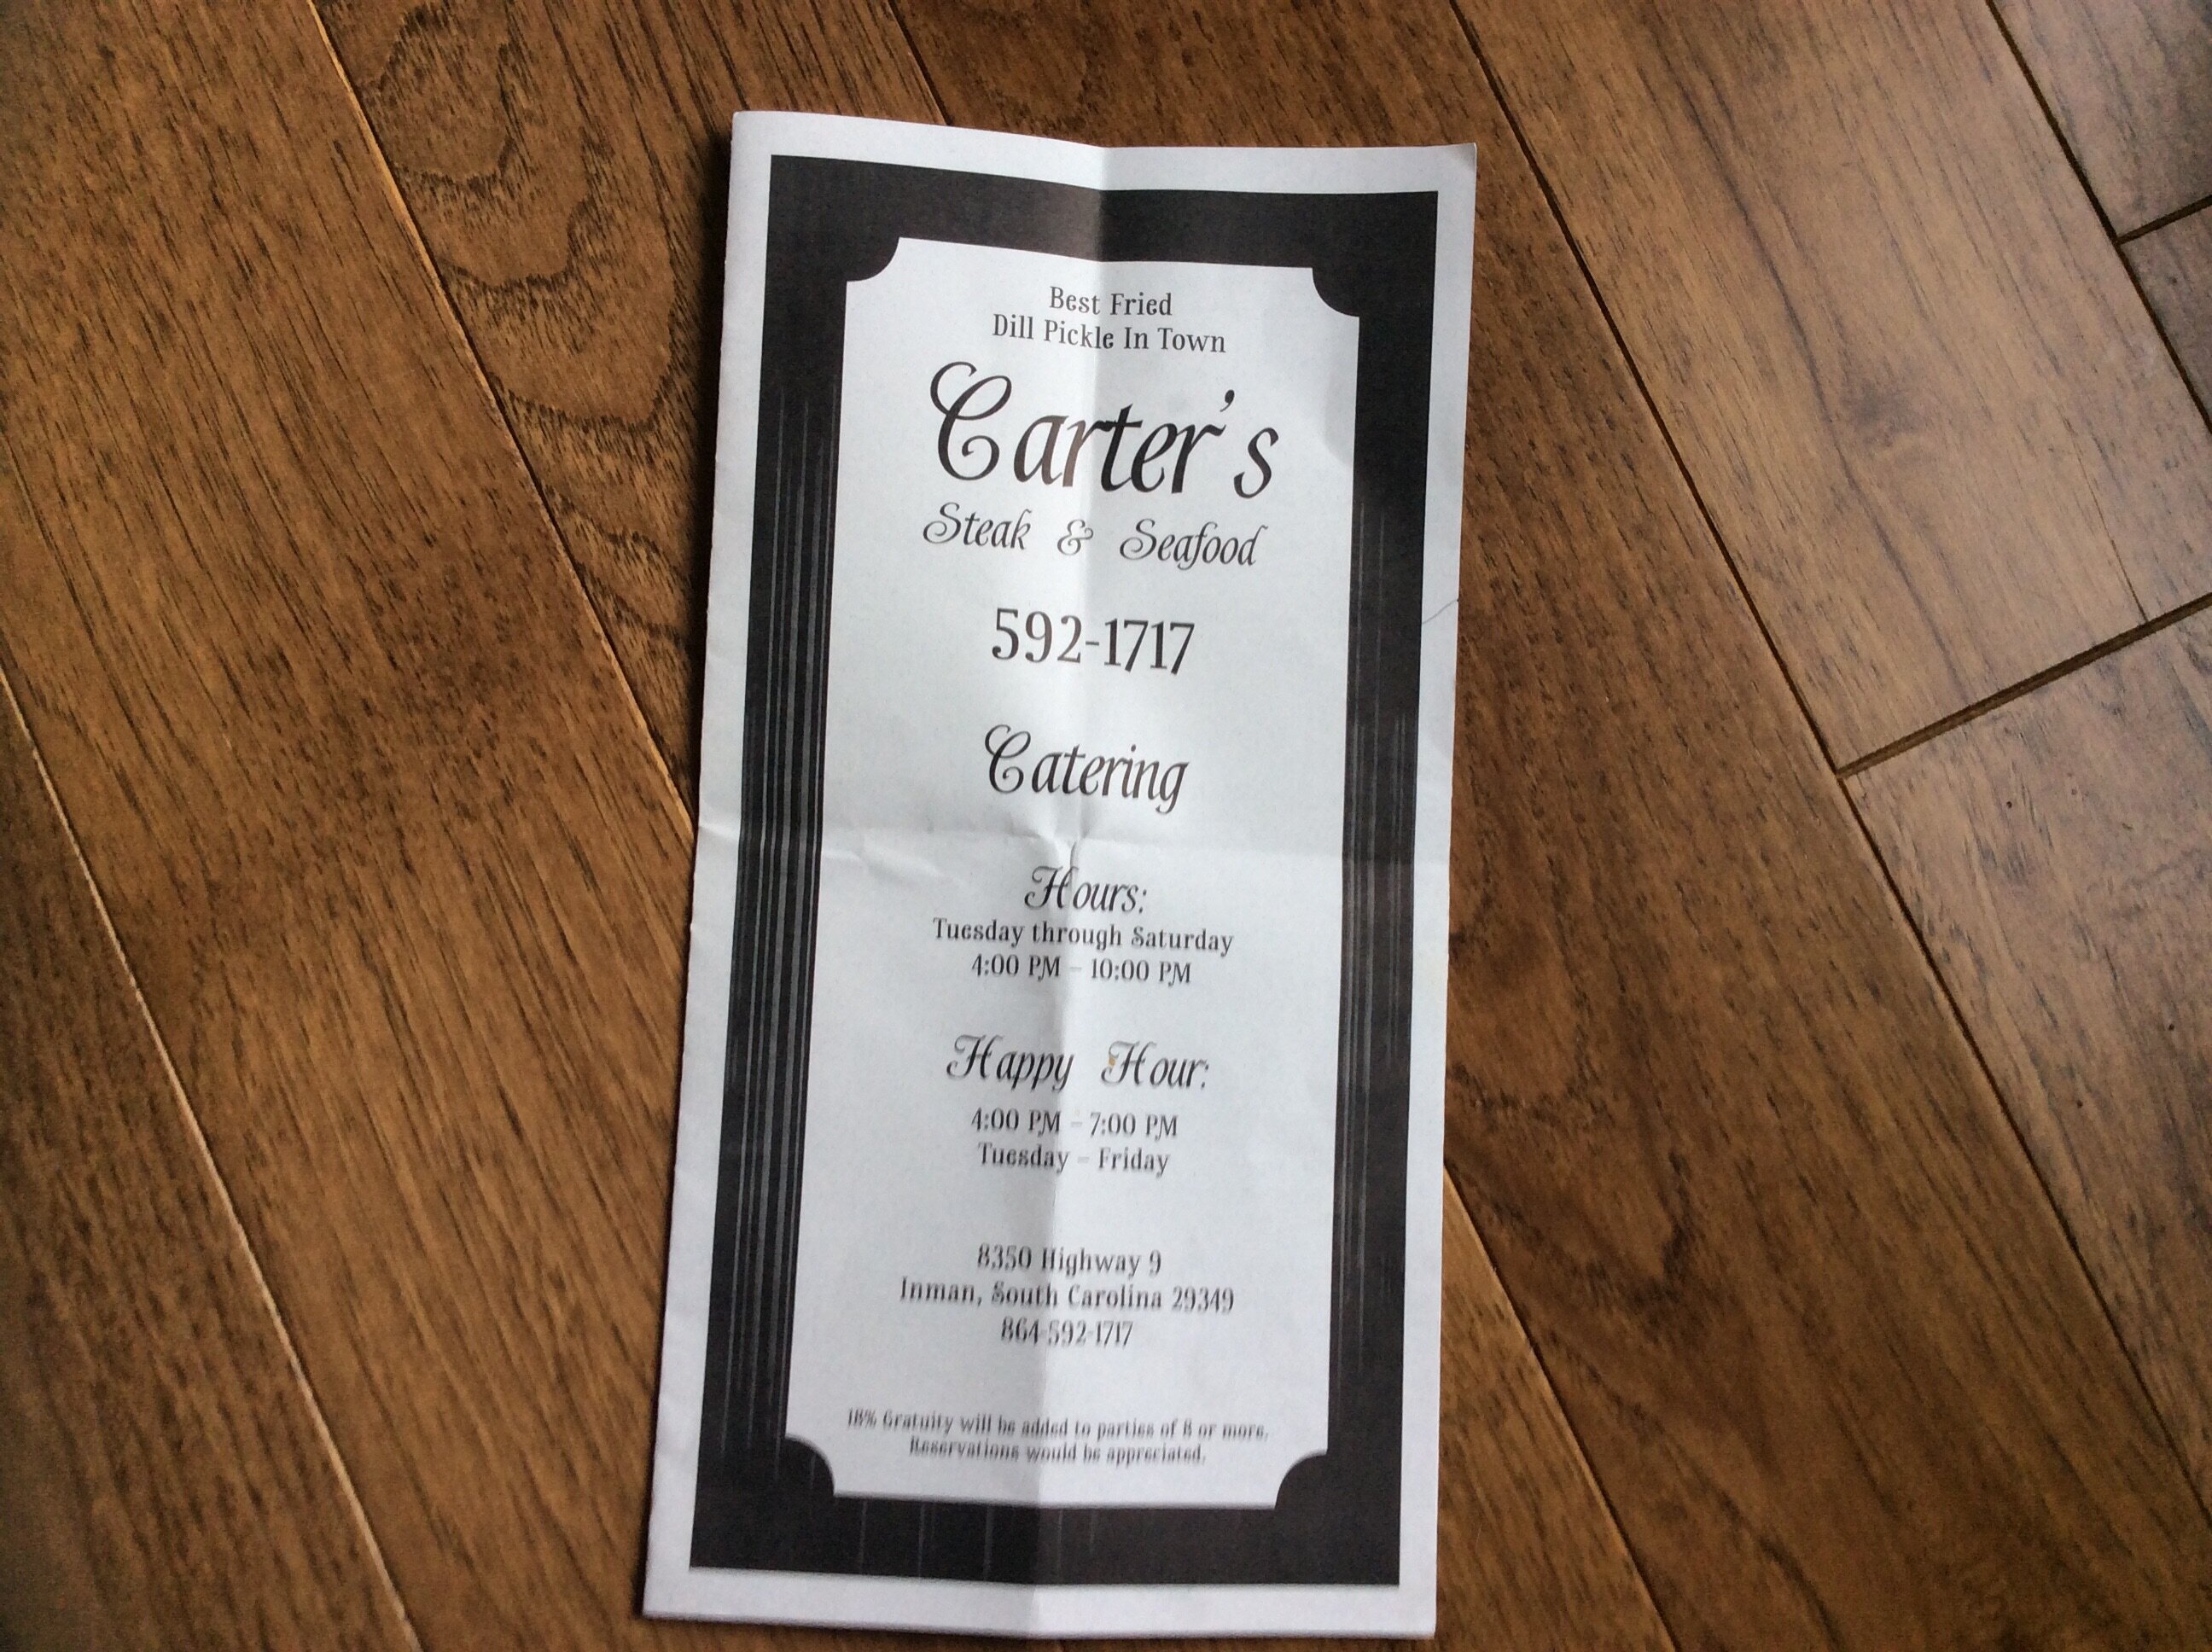 Best Fried
Dill Pickle In Town
Carter's
Steak & Seafood
592-1717
Catering
Hours:
Tuesday through Saturday
4:00 PM - 10:00 PM
Happy Hour:
4:00 PM - 7:00 PM
Tuesday - Friday
8350 Highway 9
Inman, South Carolina 29349
864-592-1717
18% Gratuity will be added to parties of 8 or more.
Reservations would be appreciated.